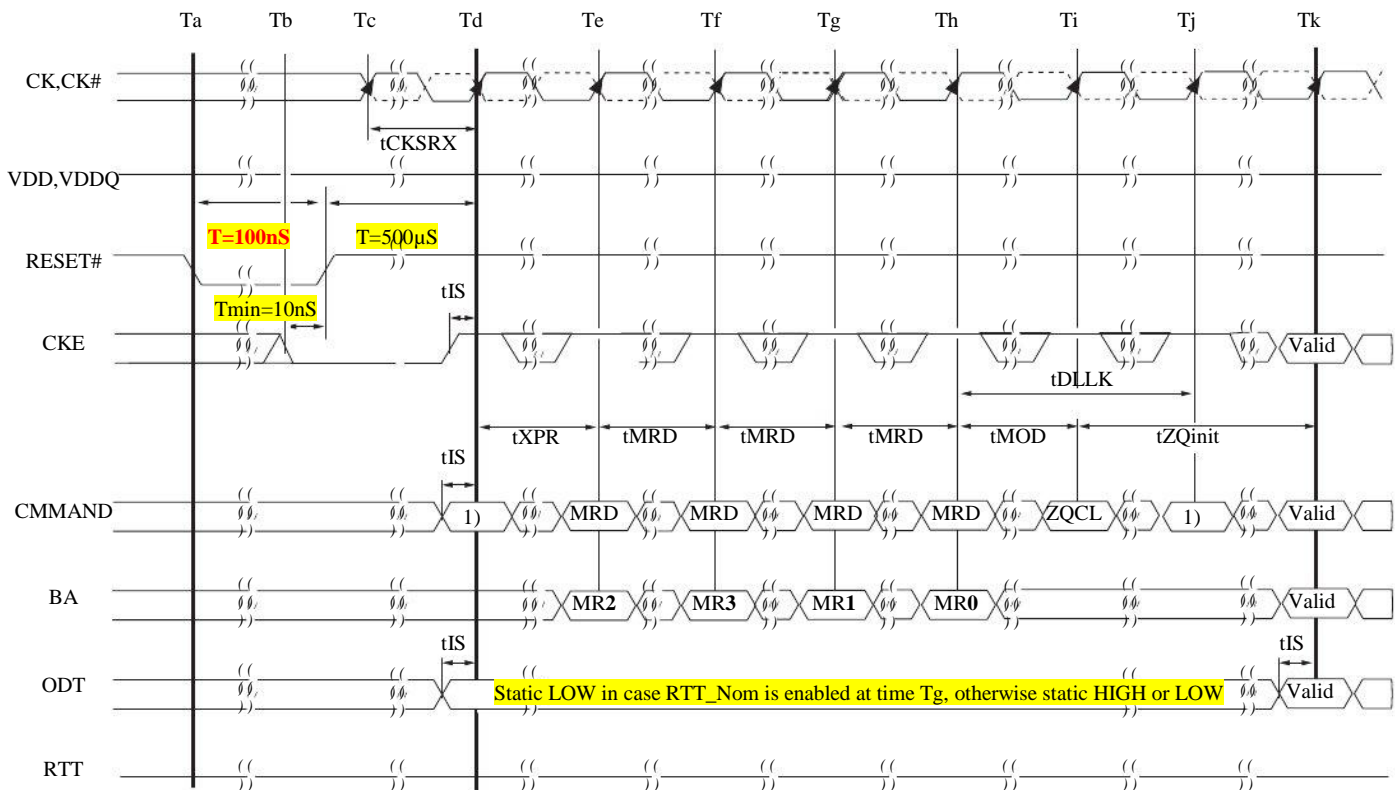 Ta Tb Tc Td Te Tf Tg Th Ti Tj Tk
CK,CK#
tCKSRX
VDD,VDDQ
T=100nS T=500µS
RESET#
Tmin=10nS tIS
CKE Valid
tDLLK
tXPR tMRD tMRD tMRD tMOD tZQinit
tIS
CMMAND 1) MRD MRD MRD MRD ZQCL 1) Valid
BA MR2 MR3 MR1 MR0 Valid
tIS tIS
ODT Static LOW in case RTT_Nom is enabled at time Tg, otherwise static HIGH or LOW Valid
RTT